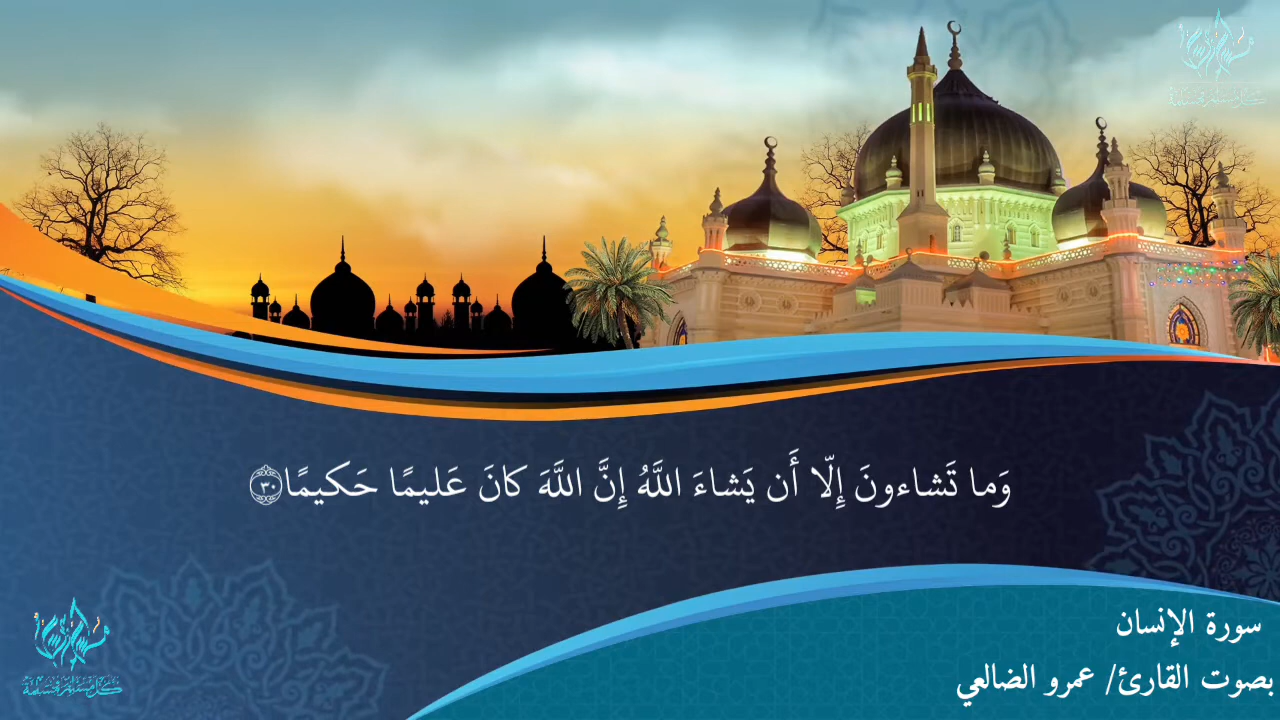 وَما تَشاءونَ إِلّا أَن يَشاءَ اللَّهُ إِنَّ اللَّهَ كانَ عَليمًا حَكيمًا ﴿٣٠﴾
سورة الإنسان
بصوت القارئ/ عمرو الضالعي